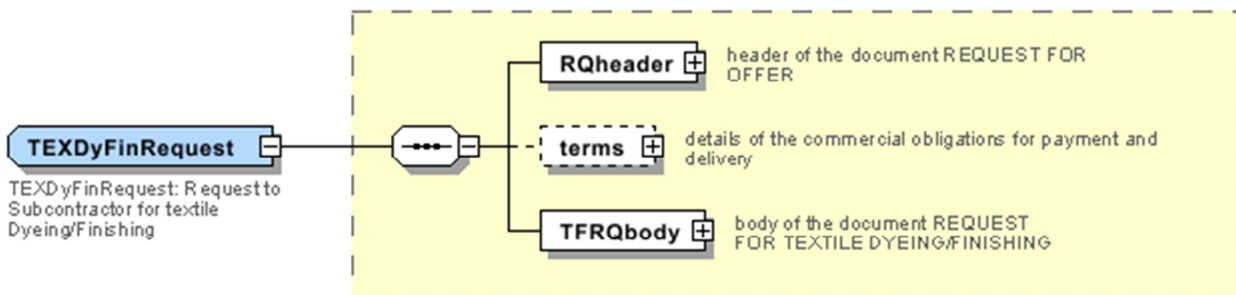 RQheader
header of the document REQUEST FOR
OFFER
TEXDyFinRequest
terms
details of the commercial obligations for payment and
delivery
TEXDyFinRequest: Request to
Subcontractor for textile
Dyeing/Finishing
TFRQbody
body of the document REQUEST
FOR TEXTILE DYEING/FINISHING